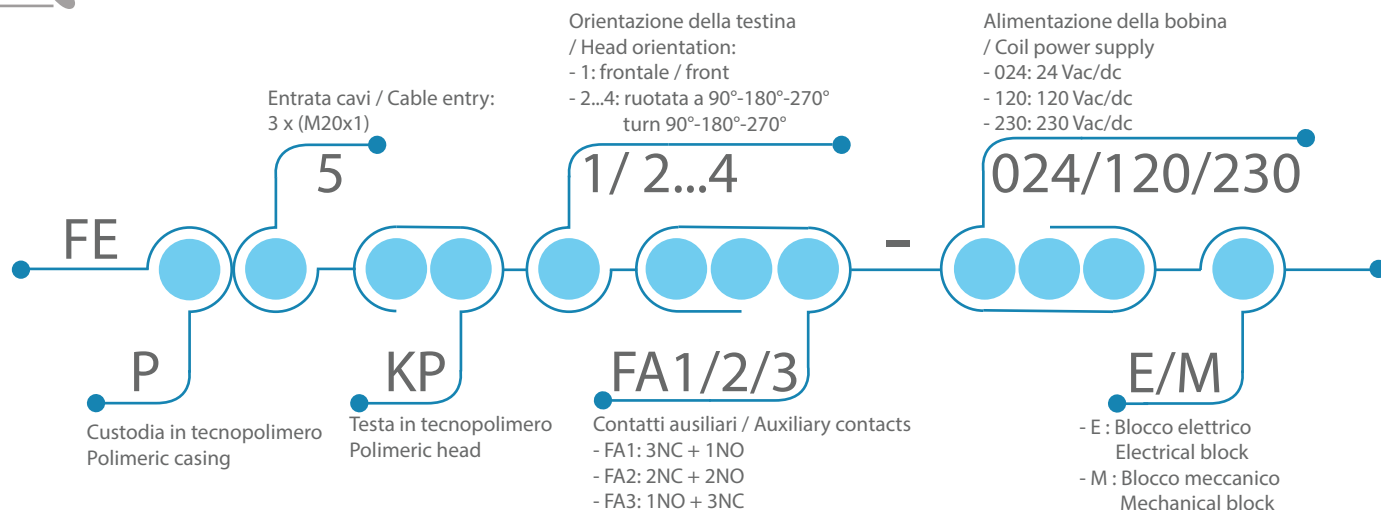 Orientazione della testina
/ Head orientation:
- 1: frontale / front
- 2...4: ruotata a 90°-180°-270°
turn 90°-180°-270°
Alimentazione della bobina
/ Coil power supply
- 024: 24 Vac/dc
- 120: 120 Vac/dc
- 230: 230 Vac/dc
Entrata cavi / Cable entry:
3 x (M20x1)
5
1/ 2...4
024/120/230
FE
-
P
KP
FA1/2/3
E/M
Custodia in tecnopolimero
Polimeric casing
Testa in tecnopolimero
Polimeric head
Contatti ausiliari / Auxiliary contacts
- FA1: 3NC + 1NO
- FA2: 2NC + 2NO
- FA3: 1NO + 3NC
- E : Blocco elettrico
Electrical block
- M : Blocco meccanico
Mechanical block